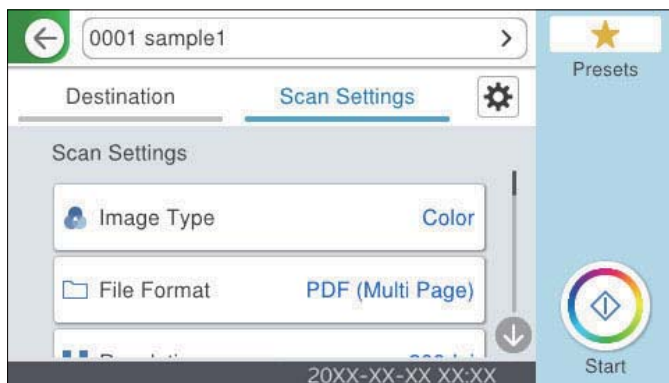 0001 sample1
Presets
Destination
Scan Settings
Scan Settings
Image Type
Color
File Format
PDF (Multi Page)
20XX-XX-XX XX:XX
Start